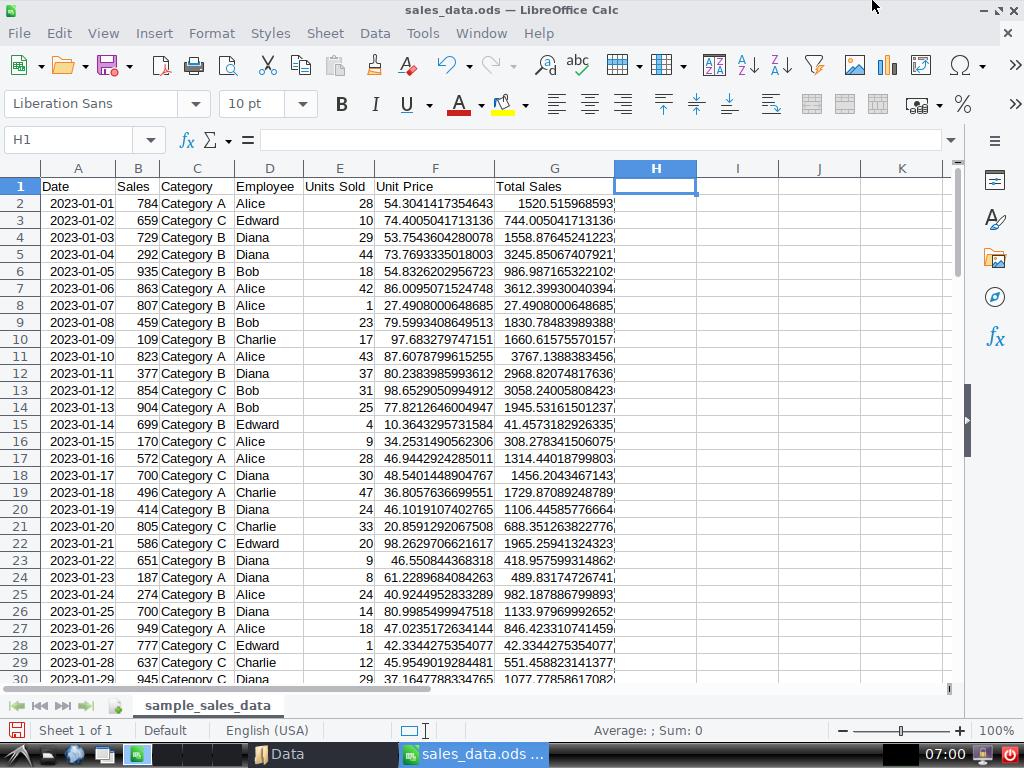 sales_data.ods — LibreOffice Calc
File Edit View Insert Format Styles Sheet Data Tools Window Help
Liberation Sans 10 pt B I U A %
H1 fx Σ =
A B C D E F G H I J K
1 Date Sales Category Employee Units Sold Unit Price Total Sales
2 2023-01-01 784 Category A Alice 28 54.3041417354643 1520.515968593
3 2023-01-02 659 Category C Edward 10 74.4005041713136 744.005041713136
4 2023-01-03 729 Category B Diana 29 53.7543604280078 1558.87645241223
5 2023-01-04 292 Category B Diana 44 73.7693335018003 3245.85067407921
6 2023-01-05 935 Category B Bob 18 54.8326202956723 986.987165322102
7 2023-01-06 863 Category A Alice 42 86.0095071524748 3612.39930040394
8 2023-01-07 807 Category B Alice 1 27.4908000648685 27.4908000648685
9 2023-01-08 459 Category B Bob 23 79.5993408649513 1830.78483989388
10 2023-01-09 109 Category B Charlie 17 97.683279747151 1660.61575570157
11 2023-01-10 823 Category A Alice 43 87.6078799615255 3767.1388383456
12 2023-01-11 377 Category B Diana 37 80.2383985993612 2968.82074817636
13 2023-01-12 854 Category C Bob 31 98.6529050994912 3058.240058084 23
14 2023-01-13 904 Category A Bob 25 77.8212646004947 1945.53161501237
15 2023-01-14 699 Category B Edward 4 10.3643295731584 41.4573182926335
16 2023-01-15 170 Category C Alice 9 34.2531490562306 308.278341506075
17 2023-01-16 572 Category A Alice 28 46.9442924285011 1314.44018799803
18 2023-01-17 700 Category C Diana 30 48.5401448904767 1456.2043467143
19 2023-01-18 496 Category A Charlie 47 36.8057636699551 1729.87089248789
20 2023-01-19 414 Category B Diana 24 46.1019107402765 1106.44585776664
21 2023-01-20 805 Category C Charlie 33 20.8591292067508 688.351263822776
22 2023-01-21 586 Category C Edward 20 98.2629706621617 1965.25941324323
23 2023-01-22 651 Category B Diana 9 46.550844368318 418.957599314862
24 2023-01-23 187 Category A Diana 8 61.2289684084263 489.83174726741
25 2023-01-24 274 Category B Alice 24 40.9244952833289 982.187886799893
26 2023-01-25 700 Category B Diana 14 80.9985499947518 1133.97969992652
27 2023-01-26 949 Category A Alice 18 47.0235172634144 846.423310741459
28 2023-01-27 777 Category C Edward 1 42.3344275354077 42.3344275354077
29 2023-01-28 637 Category C Charlie 12 45.9549019284481 551.458823141377
30 2023-01-29 945 Category C Diana 29 37.1647788334765 1077.77858617082
sample_sales_data
Sheet 1 of 1 Default English (USA) Average: ; Sum: 0 100%
Data sales_data.ods ... 07:00